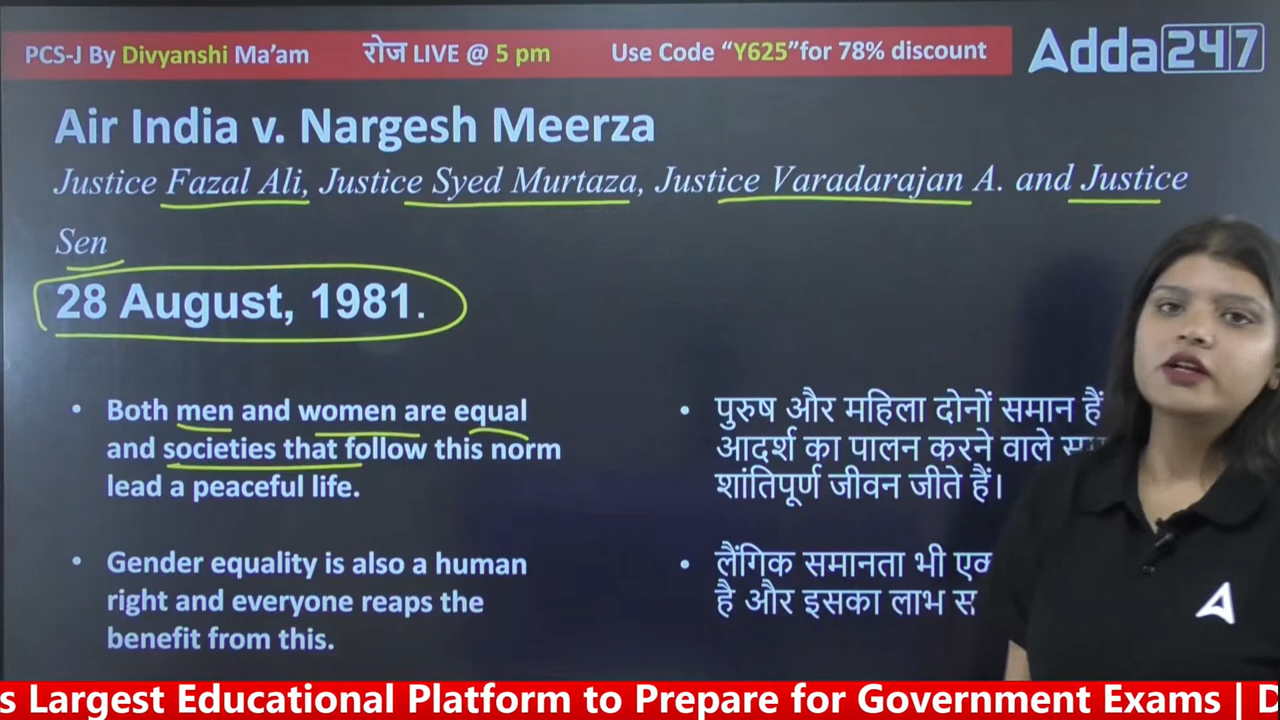 PCS-J By Divyanshi Ma’am रोज LIVE @ 5 pm Use Code “Y625”for 78% discount Adda247
Air India v. Nargesh Meerza
Justice Fazal Ali, Justice Syed Murtaza, Justice Varadarajan A. and Justice
Sen
28 August, 1981.
• Both men and women are equal
and societies that follow this norm
lead a peaceful life.
• Gender equality is also a human
right and everyone reaps the
benefit from this.
• पुरुष और महिला दोनों समान हैं
आदर्श का पालन करने वाले
शांतिपूर्ण जीवन जीते हैं।
• लैंगिक समानता भी
है और इसका लाभ
s Largest Educational Platform to Prepare for Government Exams | D